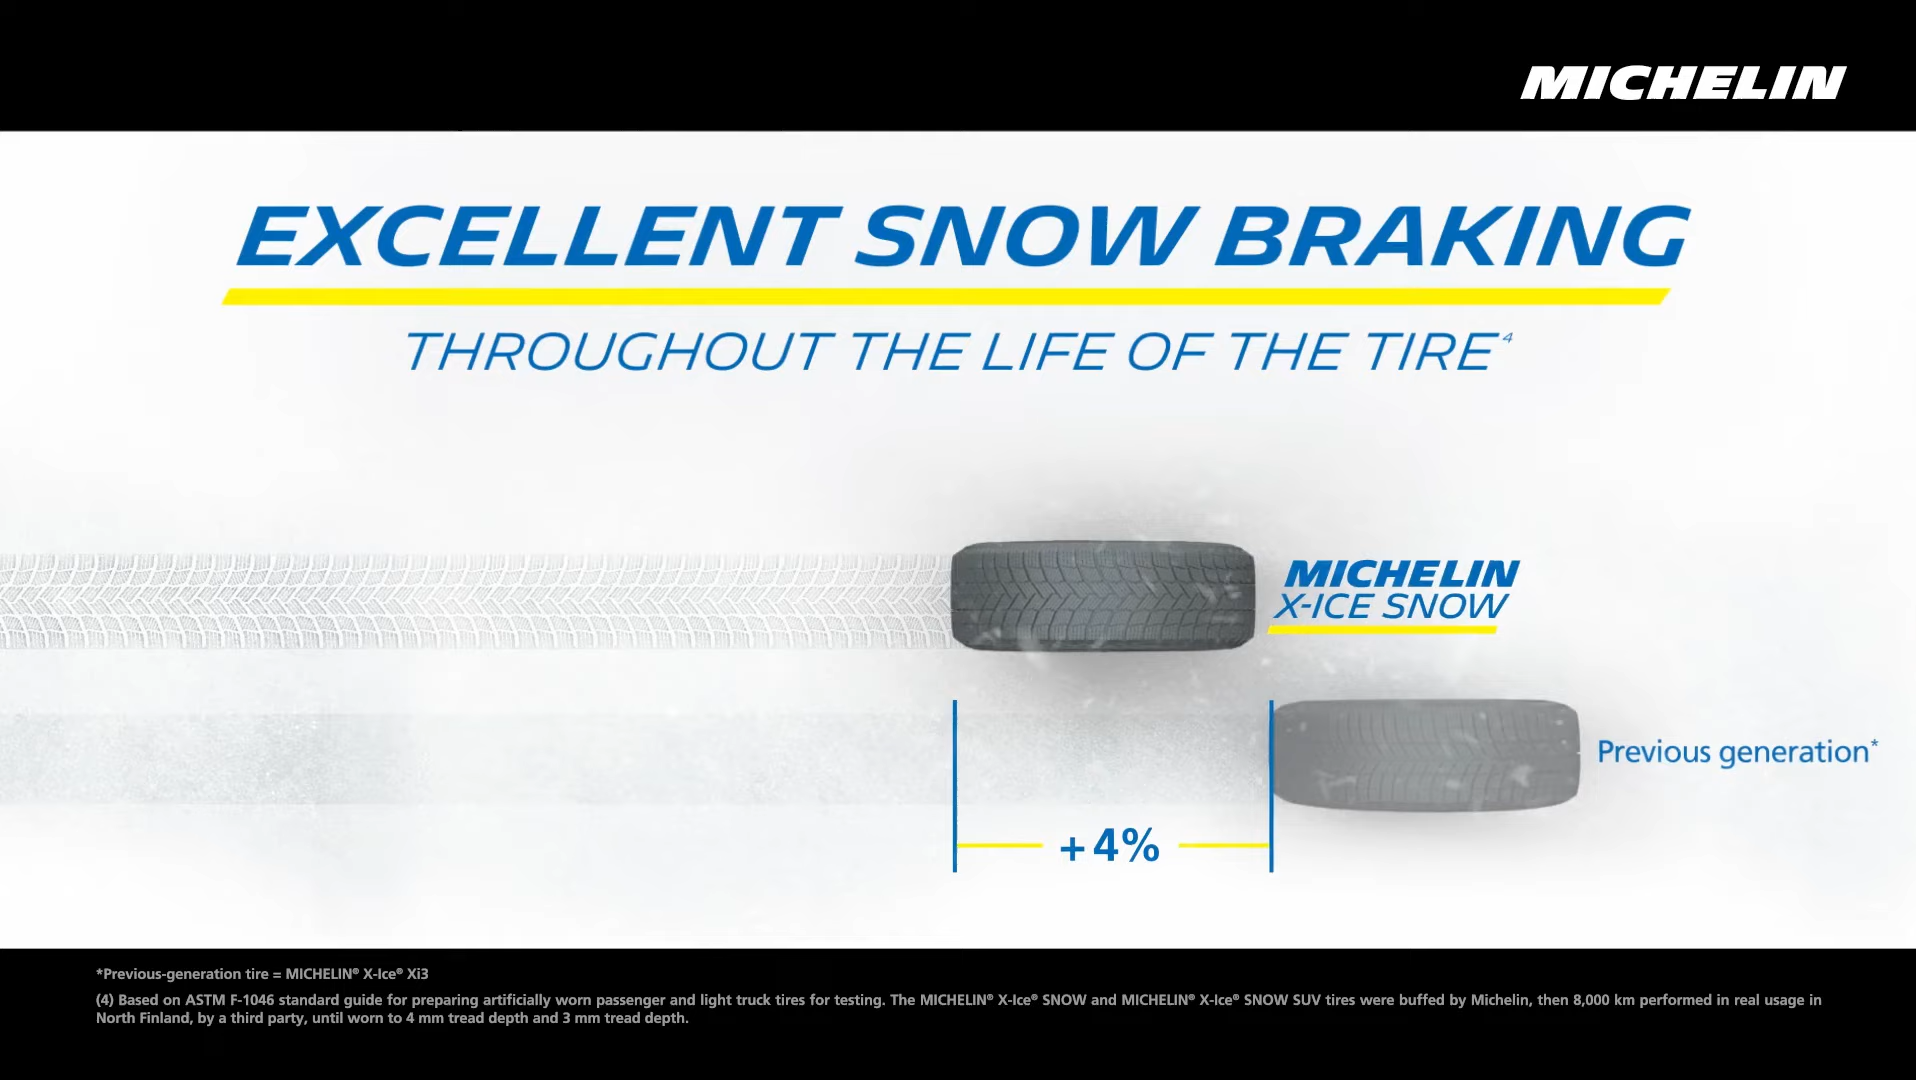 MICHELIN
EXCELLENT SNOW BRAKING
THROUGHOUT THE LIFE OF THE TIRE⁴
MICHELIN
X-ICE SNOW
Previous generation*
+4%
*Previous-generation tire = MICHELIN® X-Ice® Xi3
(4) Based on ASTM F-1046 standard guide for preparing artificially worn passenger and light truck tires for testing. The MICHELIN® X-Ice® SNOW and MICHELIN® X-Ice® SNOW SUV tires were buffed by Michelin, then 8,000 km performed in real usage in
North Finland, by a third party, until worn to 4 mm tread depth and 3 mm tread depth.